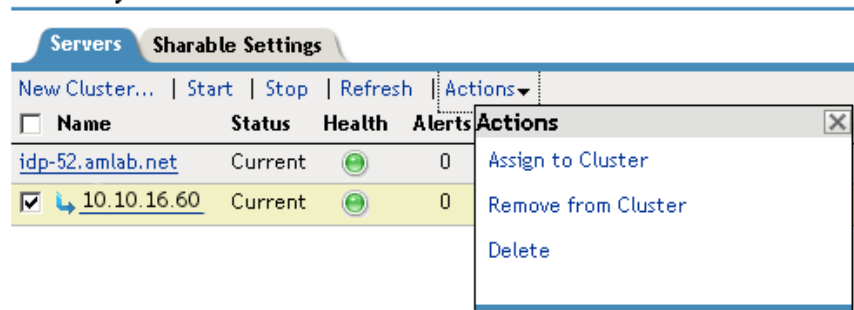 Servers Sharable Settings
New Cluster... | Start | Stop | Refresh | Actions
Name Status Health Alerts Actions
idp-52.amlab.net Current 0 Assign to Cluster
10.10.16.60 Current 0 Remove from Cluster
Delete